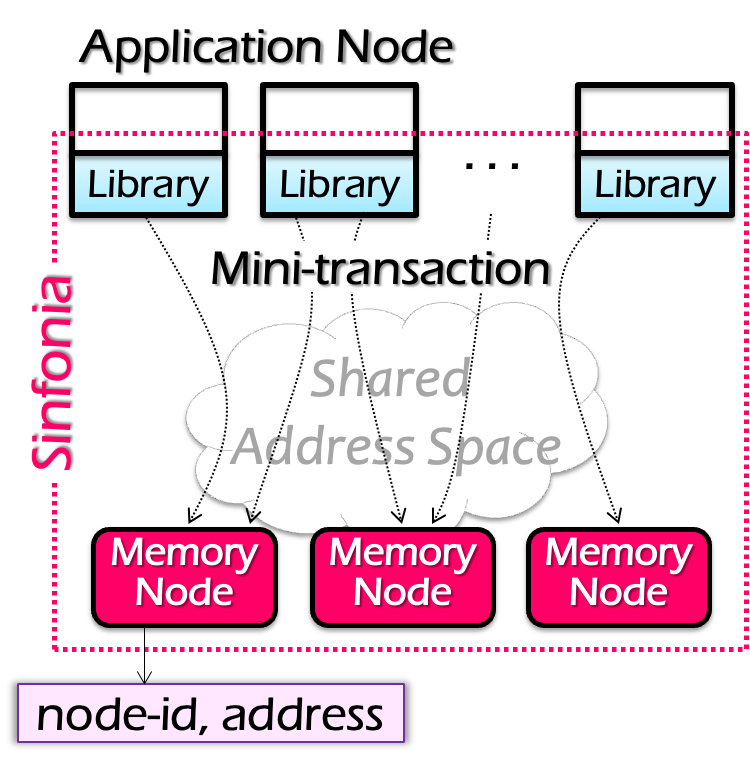 Application Node
Library
Library
. . .
Library
Mini-transaction
Sinfonia
Shared
Address Space
Memory
Node
Memory
Node
Memory
Node
node-id, address